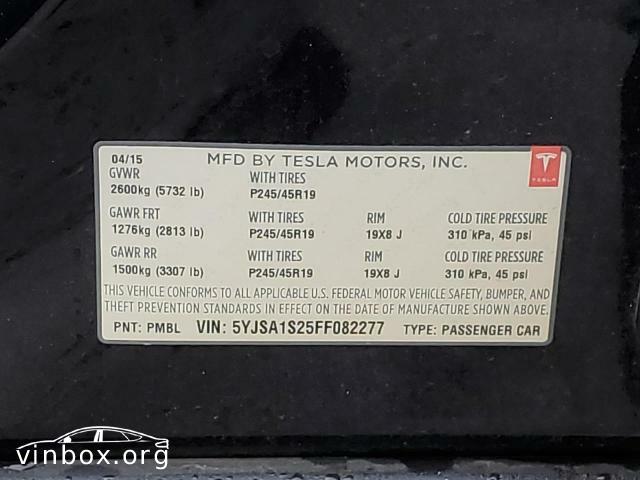 04/15 MFD BY TESLA MOTORS, INC.
TESLA
GVWR WITH TIRES
2600kg (5732 lb) P245/45R19
GAWR FRT WITH TIRES RIM COLD TIRE PRESSURE
1276kg (2813 lb) P245/45R19 19X8 J 310 kPa, 45 psi
GAWR RR WITH TIRES RIM COLD TIRE PRESSURE
1500kg (3307 lb) P245/45R19 19X8 J 310 kPa, 45 psi
THIS VEHICLE CONFORMS TO ALL APPLICABLE U.S. FEDERAL MOTOR VEHICLE SAFETY, BUMPER, AND
THEFT PREVENTION STANDARDS IN EFFECT ON THE DATE OF MANUFACTURE SHOWN ABOVE.
PNT: PMBL VIN: 5YJSA1S25FF082277 TYPE: PASSENGER CAR
vinbox.org